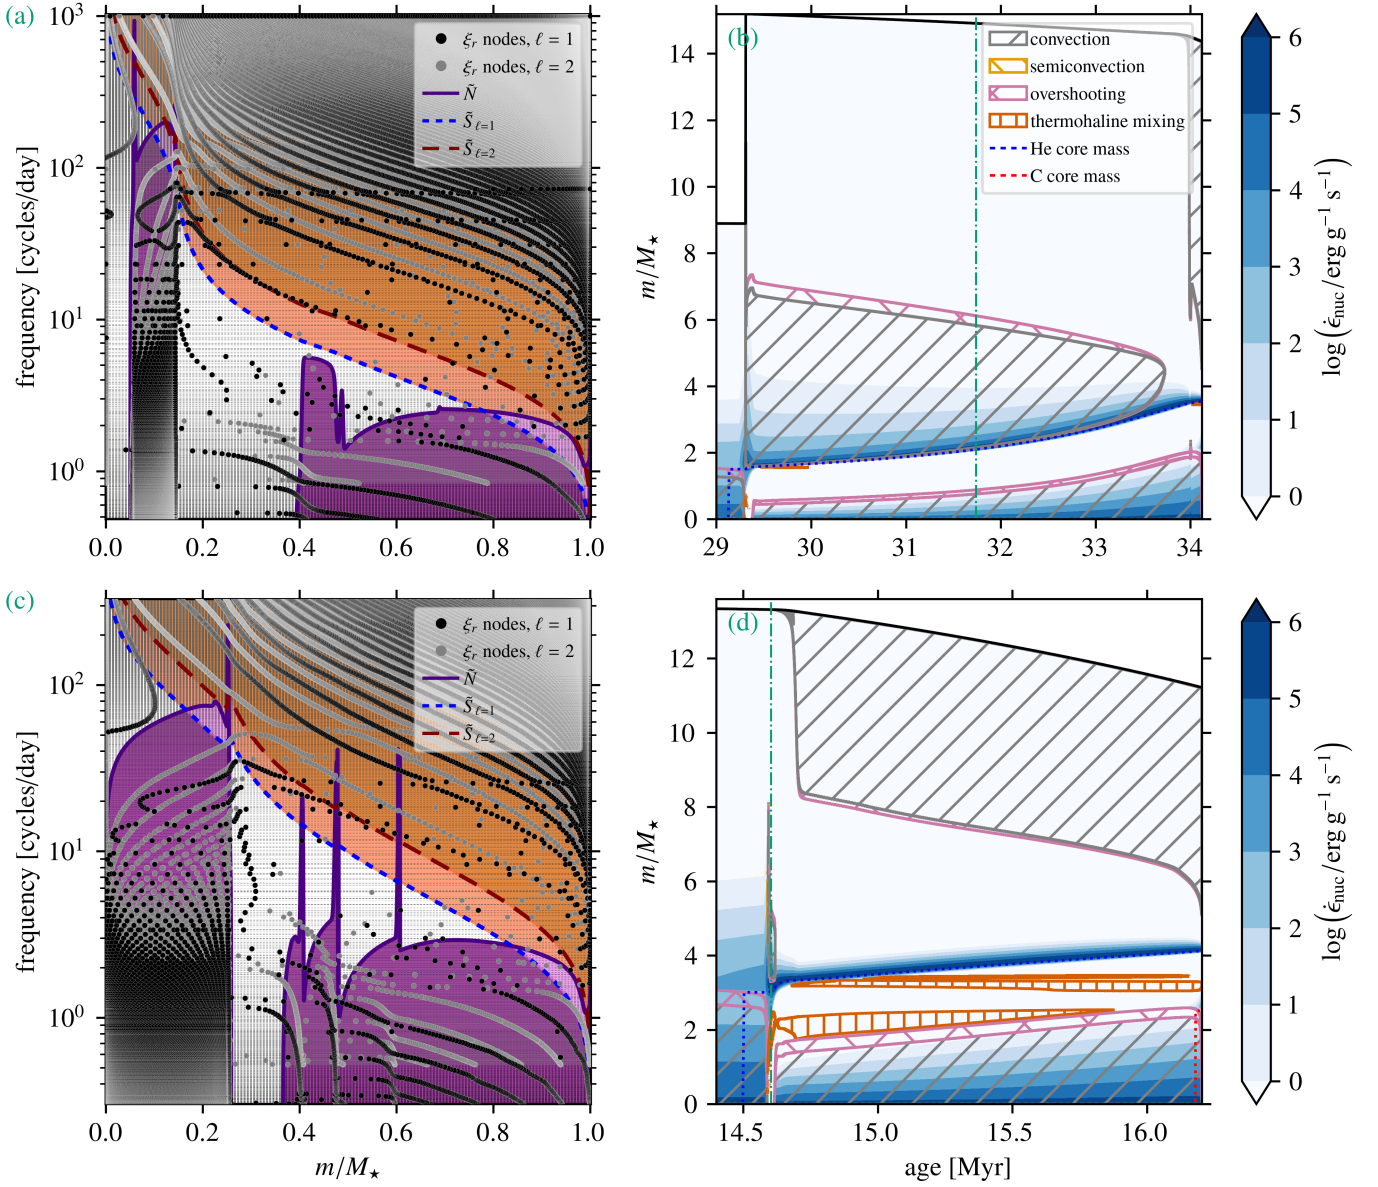 (a)
10³
10²
10¹
10⁰
frequency [cycles/day]
ξᵣ nodes, ℓ = 1
ξᵣ nodes, ℓ = 2
Ñ
S̃ℓ=1
S̃ℓ=2
0.0 0.2 0.4 0.6 0.8 1.0
(b)
14
12
10
8
6
4
2
0
m/M⋆
convection
semiconvection
overshooting
thermohaline mixing
He core mass
C core mass
29 30 31 32 33 34
6
5
4
3
2
1
0
log (ε̇nuc/erg g⁻¹ s⁻¹)
(c)
10²
10¹
10⁰
frequency [cycles/day]
ξᵣ nodes, ℓ = 1
ξᵣ nodes, ℓ = 2
Ñ
S̃ℓ=1
S̃ℓ=2
0.0 0.2 0.4 0.6 0.8 1.0
m/M⋆
(d)
12
10
8
6
4
2
0
m/M⋆
14.5 15.0 15.5 16.0
age [Myr]
6
5
4
3
2
1
0
log (ε̇nuc/erg g⁻¹ s⁻¹)